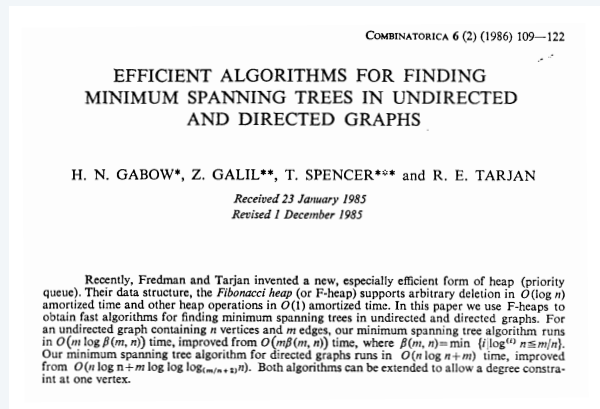 COMBINATORICA 6 (2) (1986) 109—122
EFFICIENT ALGORITHMS FOR FINDING
MINIMUM SPANNING TREES IN UNDIRECTED
AND DIRECTED GRAPHS
H. N. GABOW*, Z. GALIL**, T. SPENCER*** and R. E. TARJAN
Received 23 January 1985
Revised 1 December 1985
Recently, Fredman and Tarjan invented a new, especially efficient form of heap (priority
queue). Their data structure, the Fibonacci heap (or F-heap) supports arbitrary deletion in O(log n)
amortized time and other heap operations in O(1) amortized time. In this paper we use F-heaps to
obtain fast algorithms for finding minimum spanning trees in undirected and directed graphs. For
an undirected graph containing n vertices and m edges, our minimum spanning tree algorithm runs
in O(m log β(m, n)) time, improved from O(mβ(m, n)) time, where β(m, n)=min {i|log⁽ⁱ⁾ n≦m/n}.
Our minimum spanning tree algorithm for directed graphs runs in O(n log n+m) time, improved
from O(n log n+m log log log₍ₘ/ₙ₊₂₎n). Both algorithms can be extended to allow a degree constra-
int at one vertex.